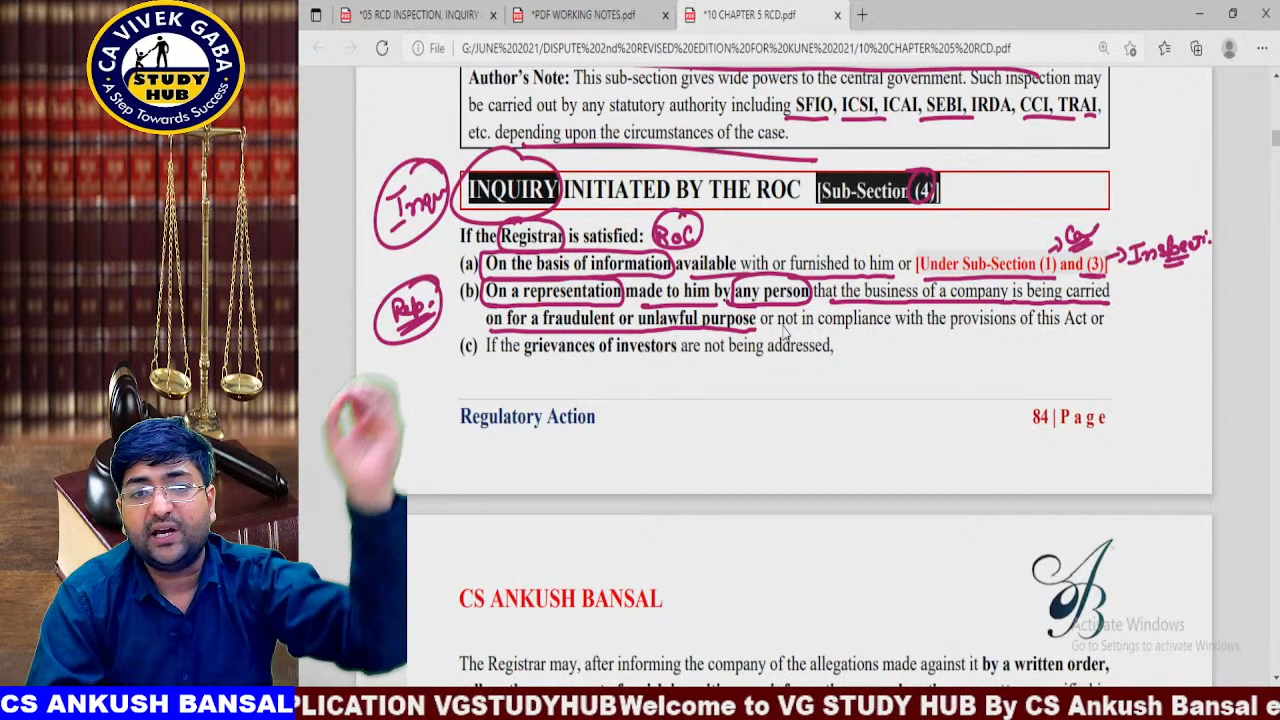 CA VIVEK GABA
STUDY
HUB
A Step Towards Success
*05 RCD INSPECTION, INQUIRY
*PDF WORKING NOTES.pdf
*10 CHAPTER 5 RCD.pdf
File
G:/JUNE%202021/DISPUTE%202nd%20REVISED%20EDITION%20FOR%20KUNE%202021/10%20CHAPTER%205%20RCD.pdf
Author's Note: This sub-section gives wide powers to the central government. Such inspection may
be carried out by any statutory authority including SFIO, ICSI, ICAI, SEBI, IRDA, CCI, TRAI,
etc. depending upon the circumstances of the case.
INQUIRY INITIATED BY THE ROC [Sub-Section (4)]
If the Registrar is satisfied: ROC
(a) On the basis of information available with or furnished to him or [Under Sub-Section (1) and (3)]
(b) On a representation made to him by any person that the business of a company is being carried
Rep.
on for a fraudulent or unlawful purpose or not in compliance with the provisions of this Act or
(c) If the grievances of investors are not being addressed,
Regulatory Action
84 | P a g e
CS ANKUSH BANSAL
Activate Windows
Go to Settings to activate Windows.
The Registrar may, after informing the company of the allegations made against it by a written order,
CS ANKUSH BANSAL
PLICATION VGSTUDYHUB Welcome to VG STUDY HUB By CS Ankush Bansal e